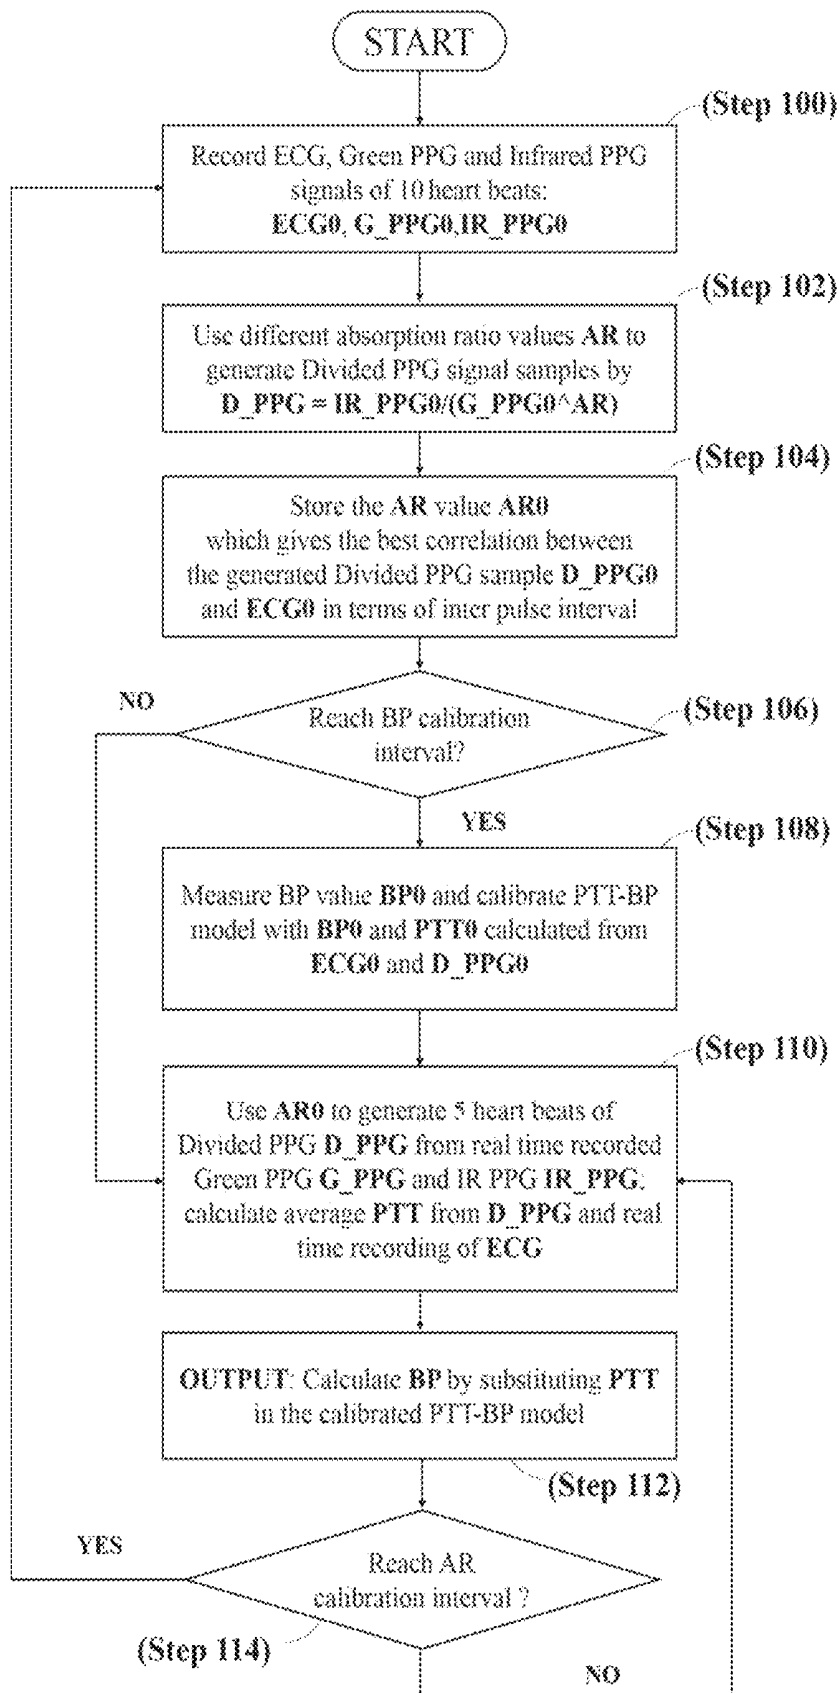 START
(Step 100)
Record ECG, Green PPG and Infrared PPG
signals of 10 heart beats:
ECG0, G_PPG0,IR_PPG0
(Step 102)
Use different absorption ratio values AR to
generate Divided PPG signal samples by
D_PPG = IR_PPG0/(G_PPG0^AR)
(Step 104)
Store the AR value AR0
which gives the best correlation between
the generated Divided PPG sample D_PPG0
and ECG0 in terms of inter pulse interval
NO
Reach BP calibration
interval?
(Step 106)
YES
(Step 108)
Measure BP value BP0 and calibrate PTT-BP
model with BP0 and PTT0 calculated from
ECG0 and D_PPG0
(Step 110)
Use AR0 to generate 5 heart beats of
Divided PPG D_PPG from real time recorded
Green PPG G_PPG and IR PPG IR_PPG;
calculate average PTT from D_PPG and real
time recording of ECG
OUTPUT: Calculate BP by substituting PTT
in the calibrated PTT-BP model
(Step 112)
YES
Reach AR
calibration interval ?
(Step 114)
NO